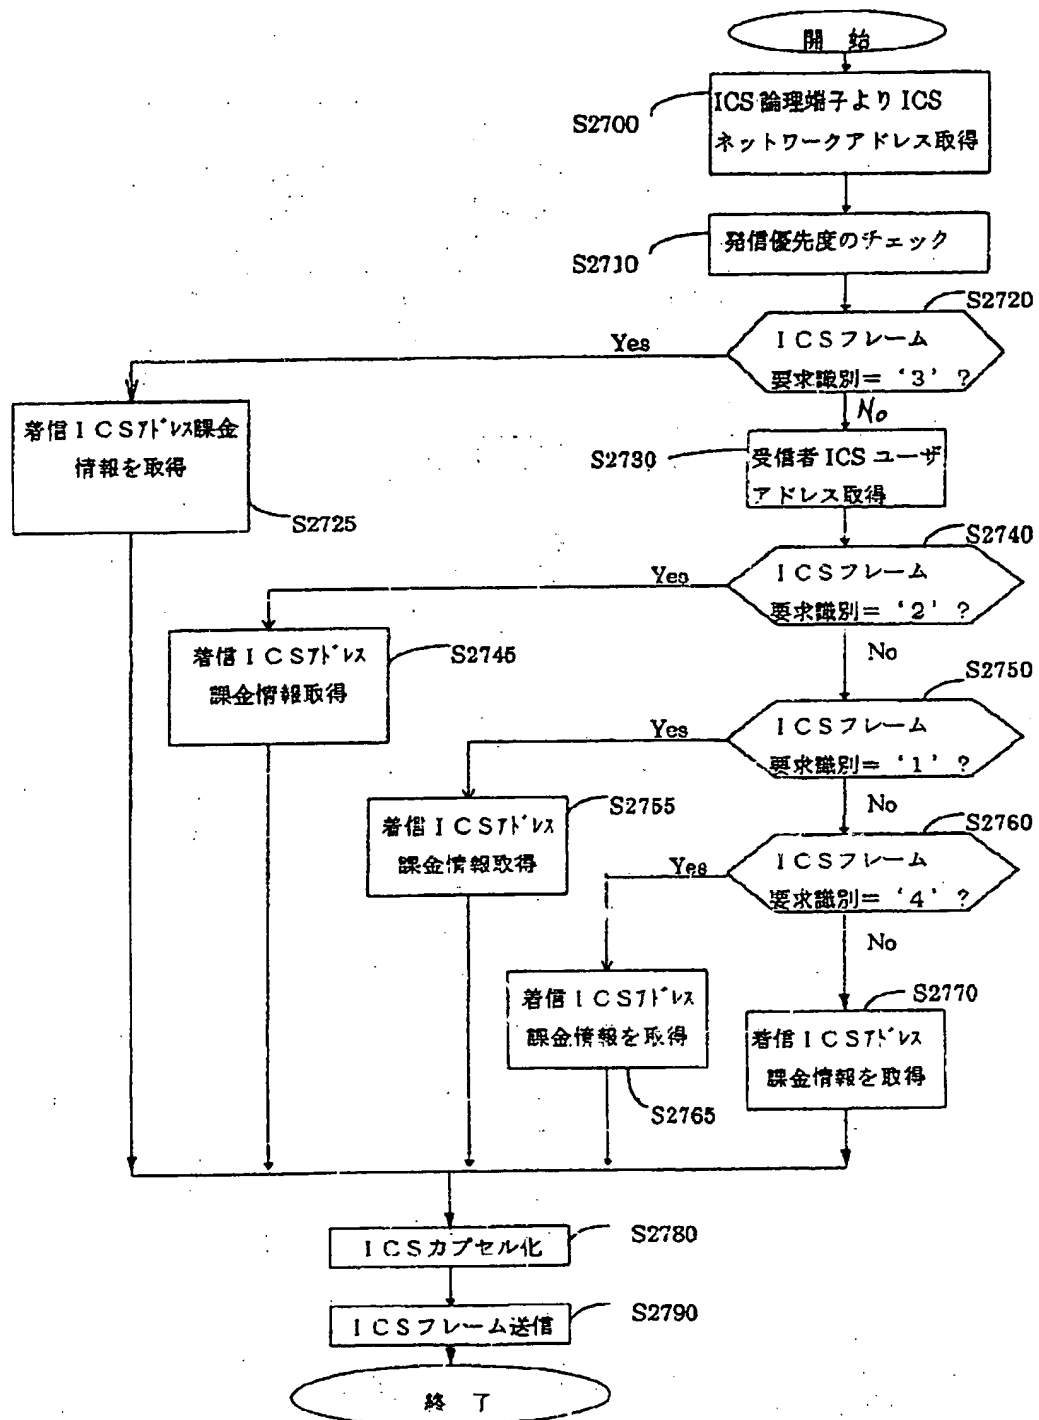 開 始
S2700
ICS論理端子よりICS
ネットワークアドレス取得
S2710
発信優先度のチェック
S2720
ICSフレーム
要求識別=‘3’?
Yes
No
着信ICSアドレス課金
情報を取得
S2725
S2730
受信者ICSユーザ
アドレス取得
S2740
ICSフレーム
要求識別=‘2’?
Yes
No
着信ICSアドレス
課金情報取得
S2745
S2750
ICSフレーム
要求識別=‘1’?
Yes
No
着信ICSアドレス
課金情報取得
S2755
S2760
ICSフレーム
要求識別=‘4’?
Yes
No
着信ICSアドレス
課金情報を取得
S2765
S2770
着信ICSアドレス
課金情報を取得
ICSカプセル化
S2780
ICSフレーム送信
S2790
終 了